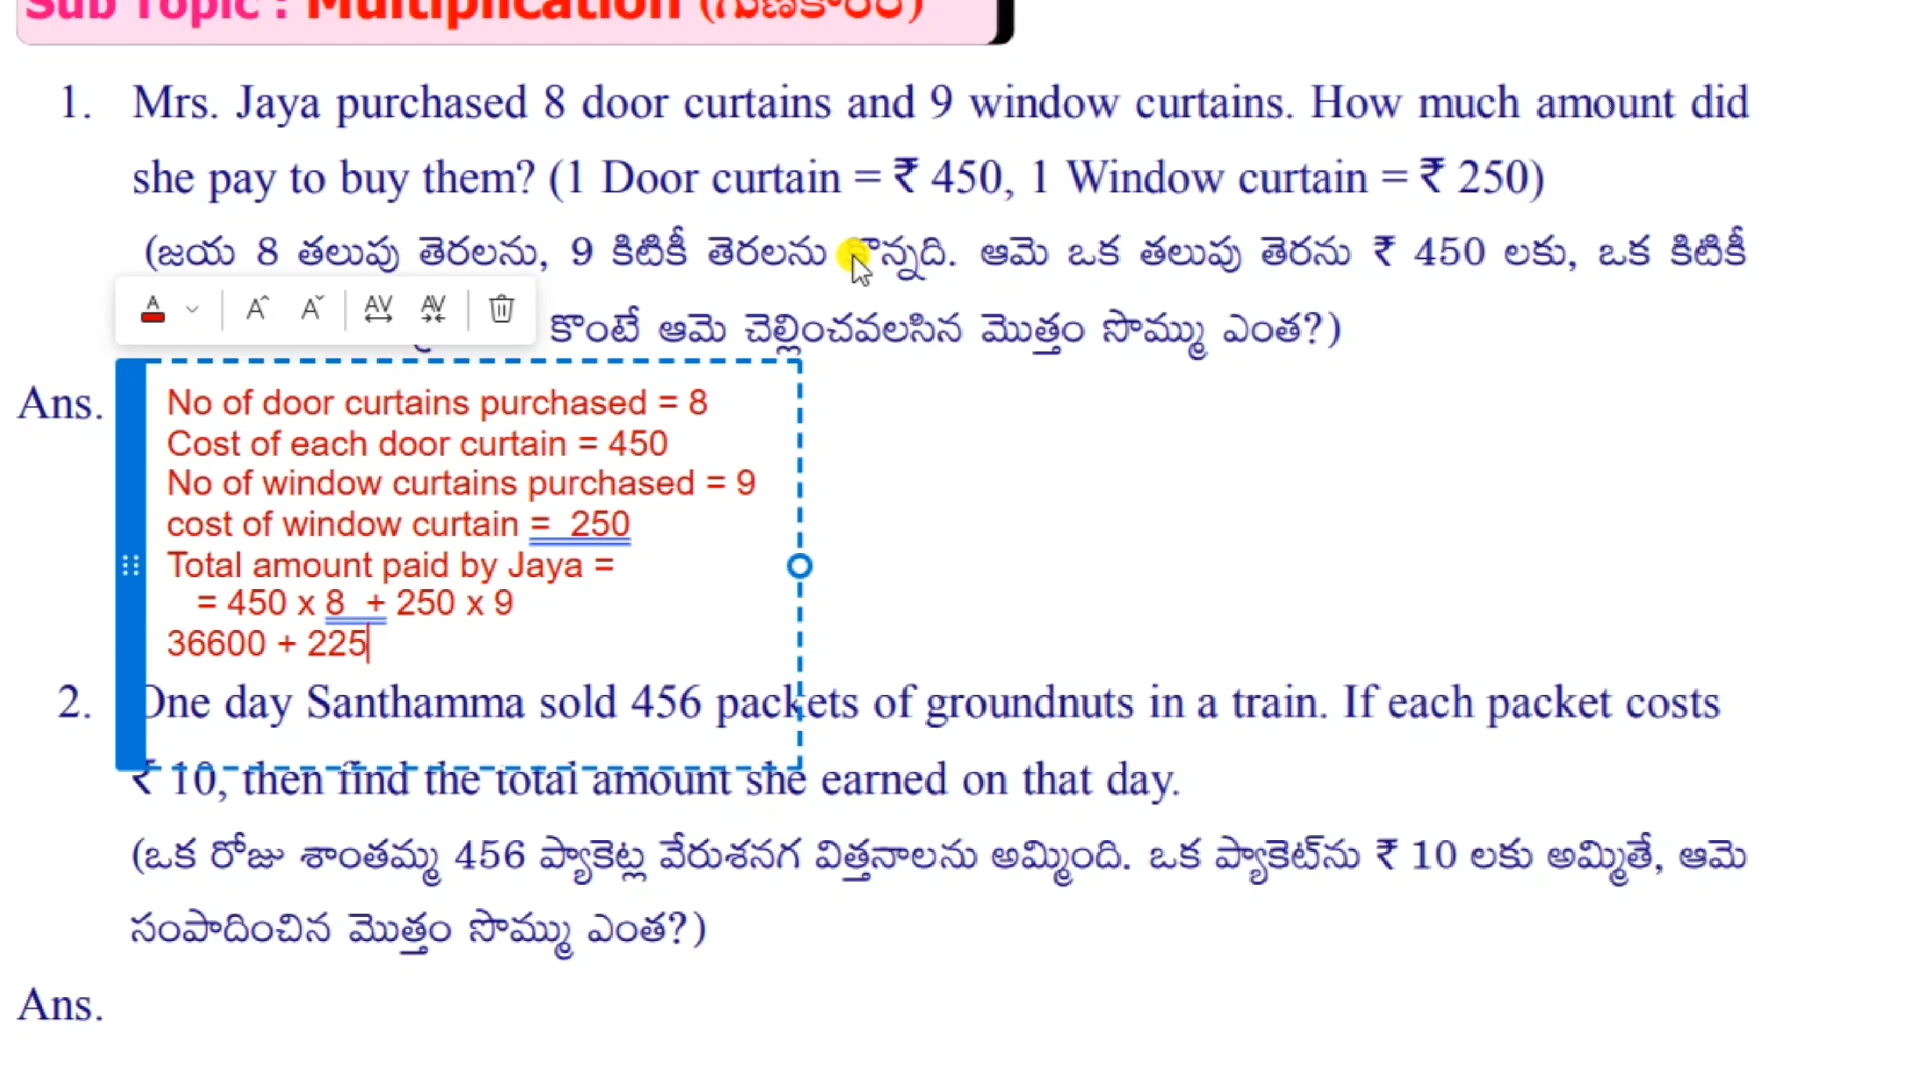 Sub Topic : Multiplication (గుణకారం)
1. Mrs. Jaya purchased 8 door curtains and 9 window curtains. How much amount did
she pay to buy them? (1 Door curtain = ₹ 450, 1 Window curtain = ₹ 250)
(జయ 8 తలుపు తెరలను, 9 కిటికీ తెరలను కొన్నది. ఆమె ఒక తలుపు తెరను ₹ 450 లకు, ఒక కిటికీ
కొంటే ఆమె చెల్లించవలసిన మొత్తం సొమ్ము ఎంత?)
Ans.
No of door curtains purchased = 8
Cost of each door curtain = 450
No of window curtains purchased = 9
cost of window curtain =  250
Total amount paid by Jaya =
= 450 x 8  + 250 x 9
36600 + 225
2. One day Santhamma sold 456 packets of groundnuts in a train. If each packet costs
₹ 10, then find the total amount she earned on that day.
(ఒక రోజు శాంతమ్మ 456 ప్యాకెట్ల వేరుశనగ విత్తనాలను అమ్మింది. ఒక ప్యాకెట్‌ను ₹ 10 లకు అమ్మితే, ఆమె
సంపాదించిన మొత్తం సొమ్ము ఎంత?)
Ans.